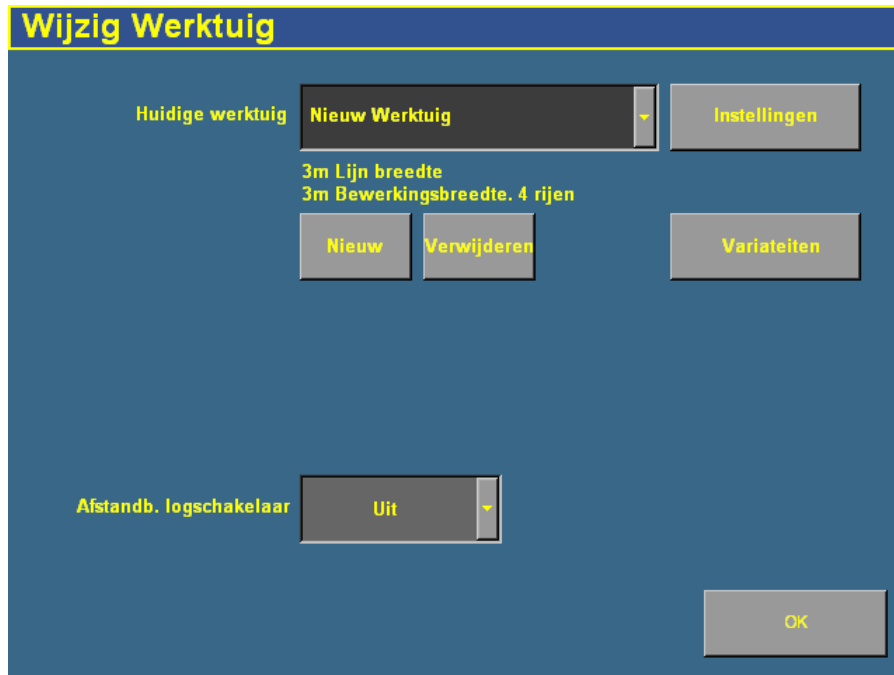 Wijzig Werktuig
Huidige werktuig
Nieuw Werktuig
Instellingen
3m Lijn breedte
3m Bewerkingsbreedte. 4 rijen
Nieuw
Verwijderen
Variateiten
Afstandb. logschakelaar
Uit
OK